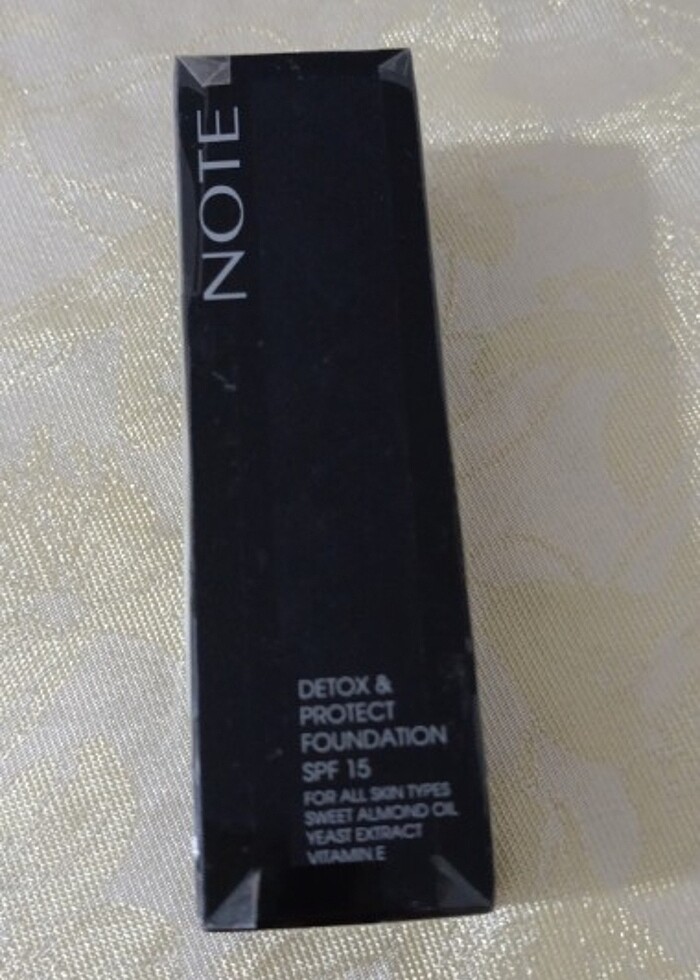 NOTE
DETOX &
PROTECT
FOUNDATION
SPF 15
FOR ALL SKIN TYPES
SWEET ALMOND OIL
YEAST EXTRACT
VITAMIN E